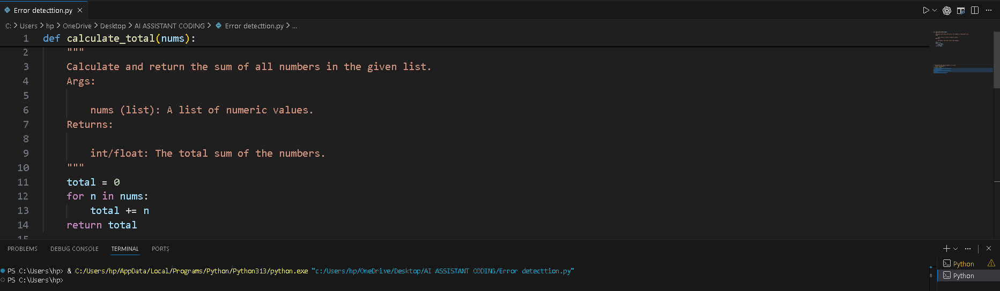 Error detecttion.py
C: > Users > hp > OneDrive > Desktop > AI ASSISTANT CODING > Error detecttion.py > ...
1 def calculate_total(nums):
2 """
3 Calculate and return the sum of all numbers in the given list.
4 Args:
5
6 nums (list): A list of numeric values.
7 Returns:
8
9 int/float: The total sum of the numbers.
10 """
11 total = 0
12 for n in nums:
13 total += n
14 return total
15
PROBLEMS DEBUG CONSOLE TERMINAL PORTS
PS C:\Users\hp> & C:/Users/hp/AppData/Local/Programs/Python/Python313/python.exe "c:/Users/hp/OneDrive/Desktop/AI ASSISTANT CODING/Error detecttion.py"
PS C:\Users\hp>
Python
Python